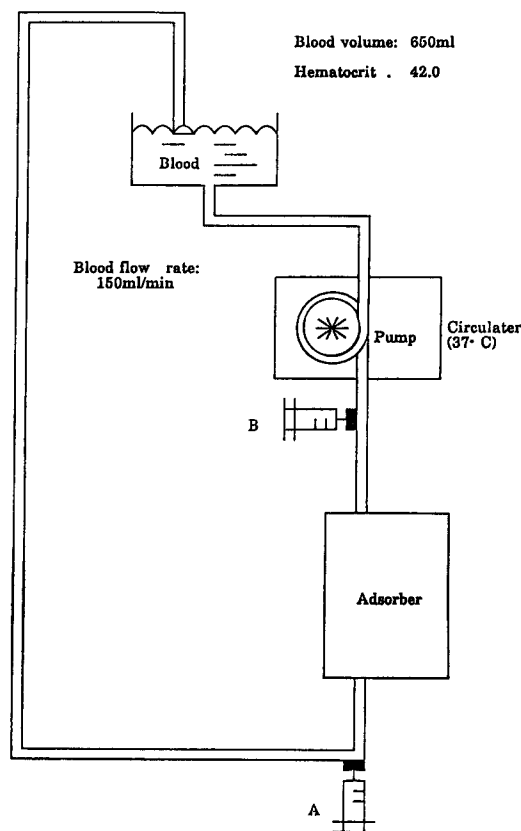 Blood volume: 650ml
Hematocrit . 42.0
Blood
Blood flow rate:
150ml/min
Pump
Circulater
(37· C)
B
Adsorber
A